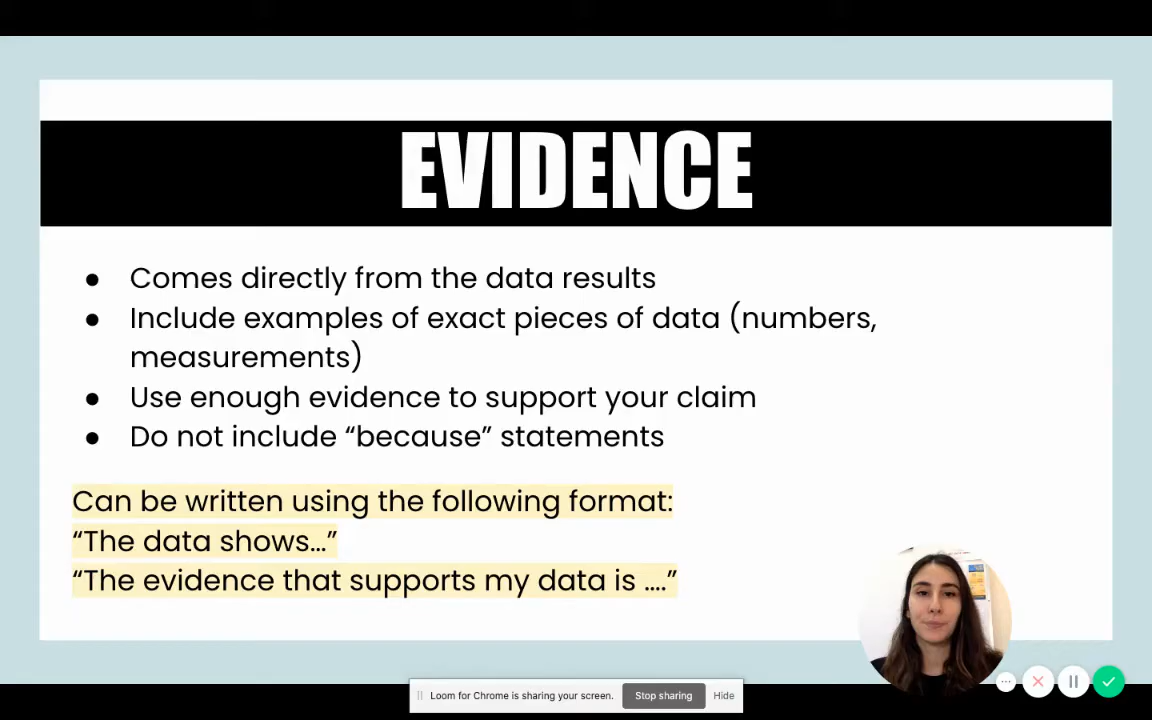 EVIDENCE
● Comes directly from the data results
● Include examples of exact pieces of data (numbers,
measurements)
● Use enough evidence to support your claim
● Do not include “because” statements
Can be written using the following format:
“The data shows...”
“The evidence that supports my data is ....”
Loom for Chrome is sharing your screen.
Stop sharing
Hide